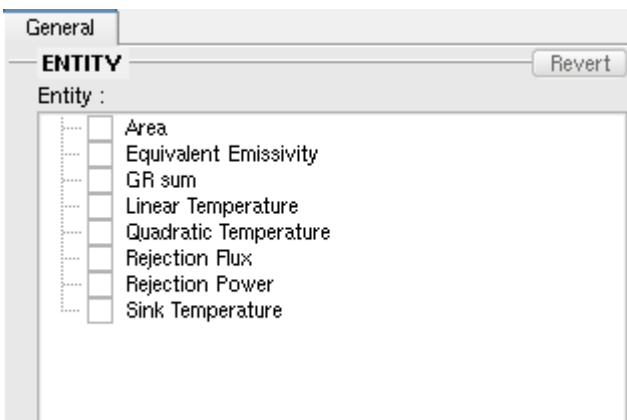 General
ENTITY Revert
Entity :
Area
Equivalent Emissivity
GR sum
Linear Temperature
Quadratic Temperature
Rejection Flux
Rejection Power
Sink Temperature